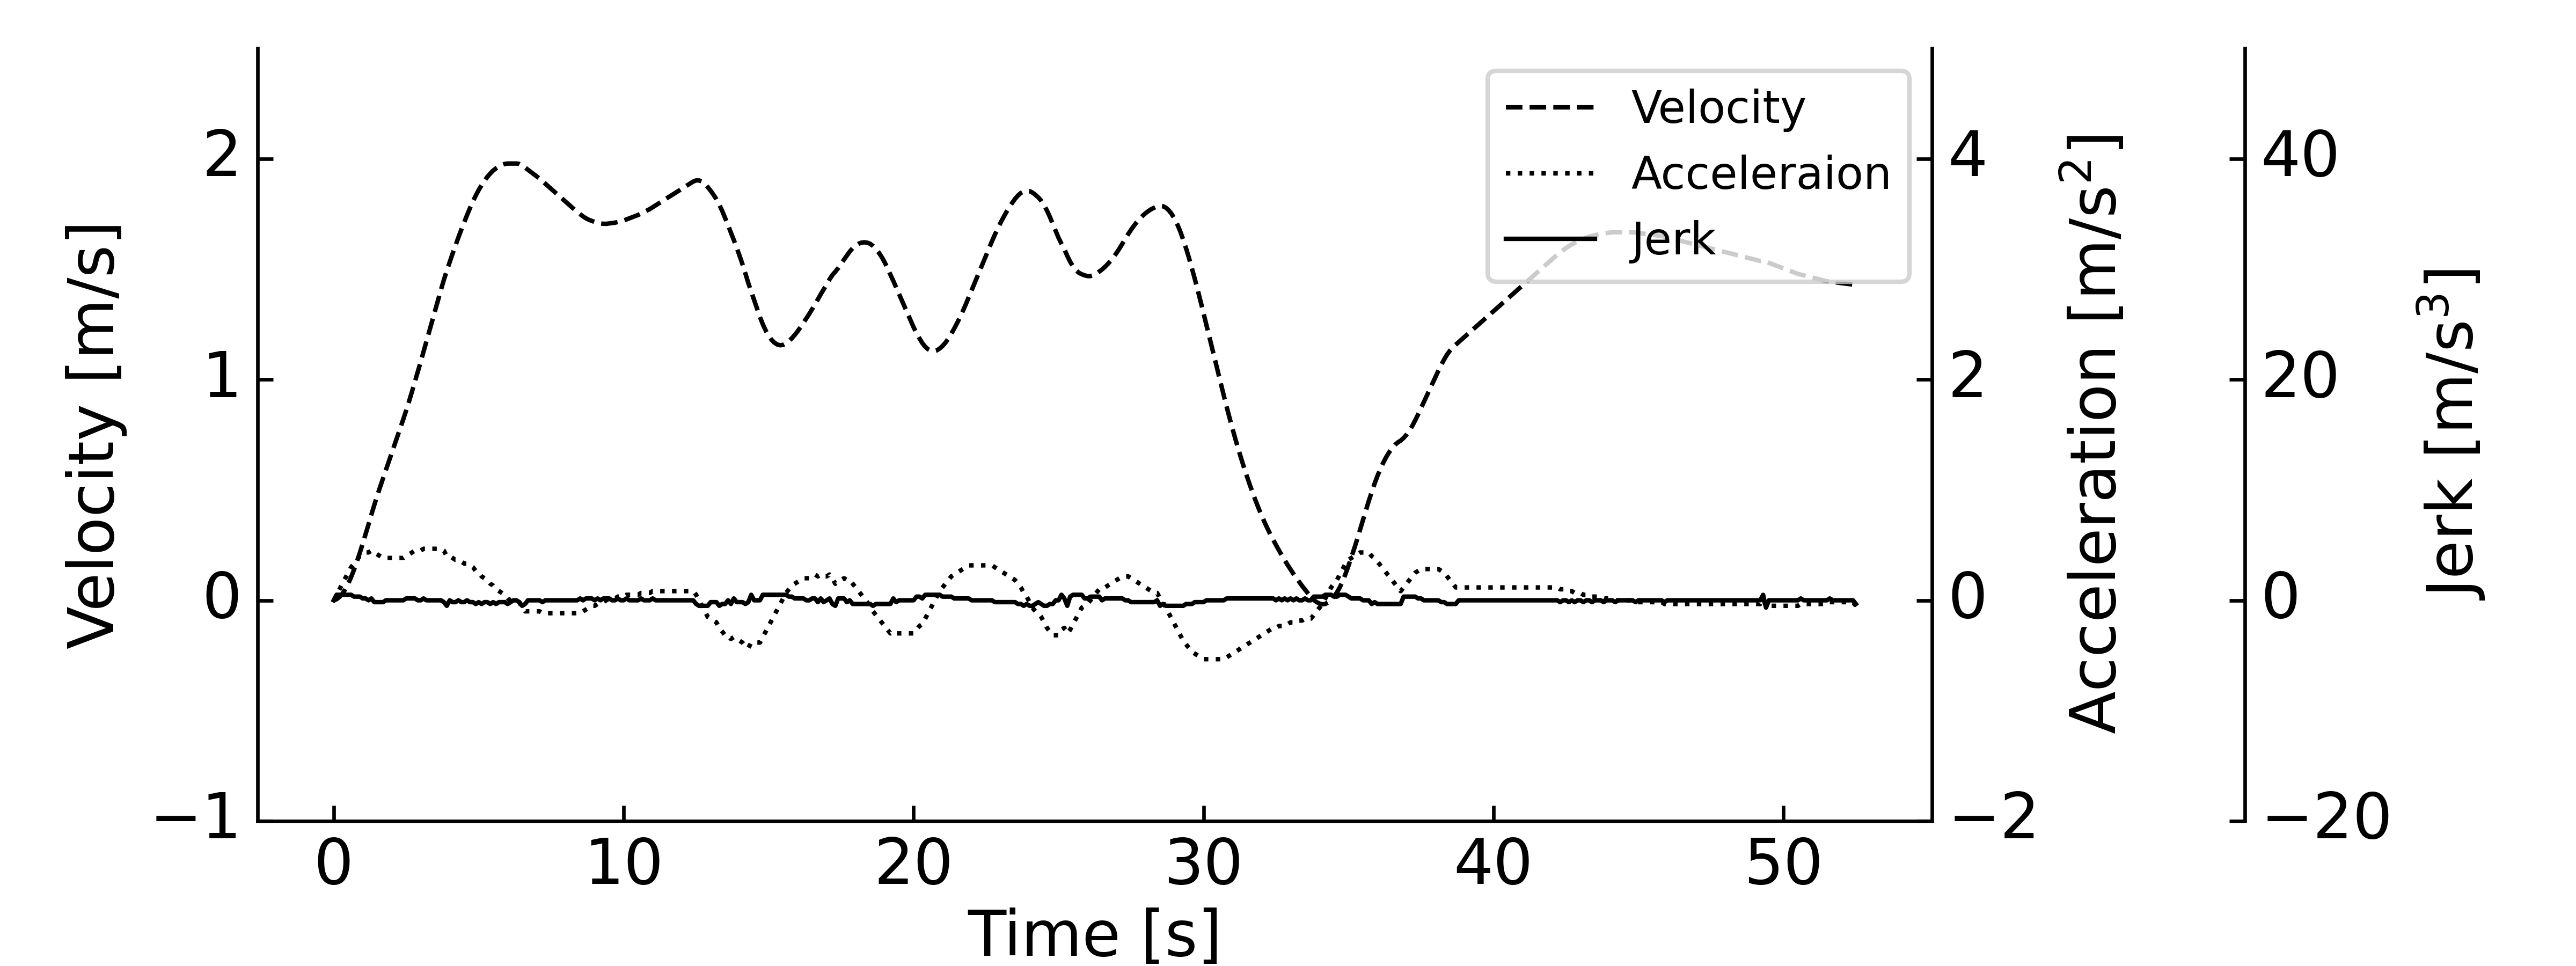 Velocity [m/s]
2
1
0
−1
0 10 20 30 40 50
Time [s]
Velocity
Acceleraion
Jerk
4
2
0
−2
Acceleration [m/s²]
40
20
0
−20
Jerk [m/s³]